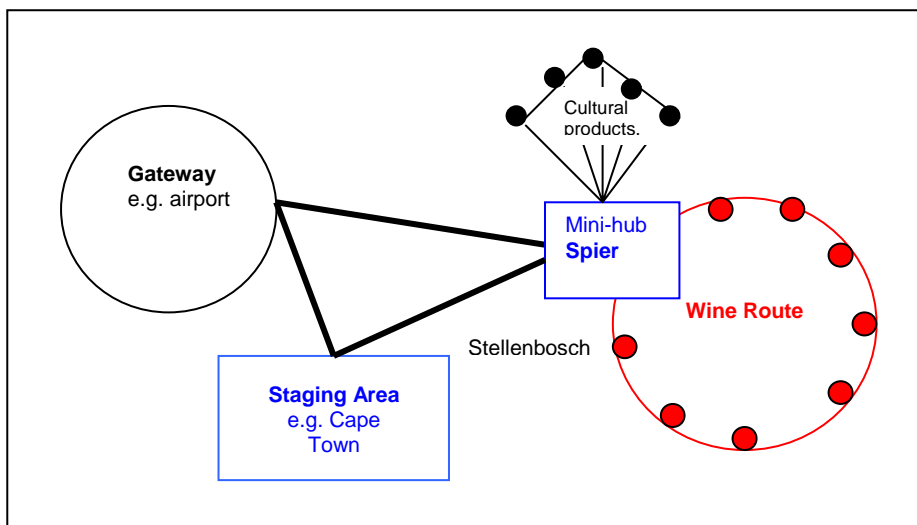 Cultural
products.
Gateway
e.g. airport
Mini-hub
Spier
Wine Route
Stellenbosch
Staging Area
e.g. Cape
Town